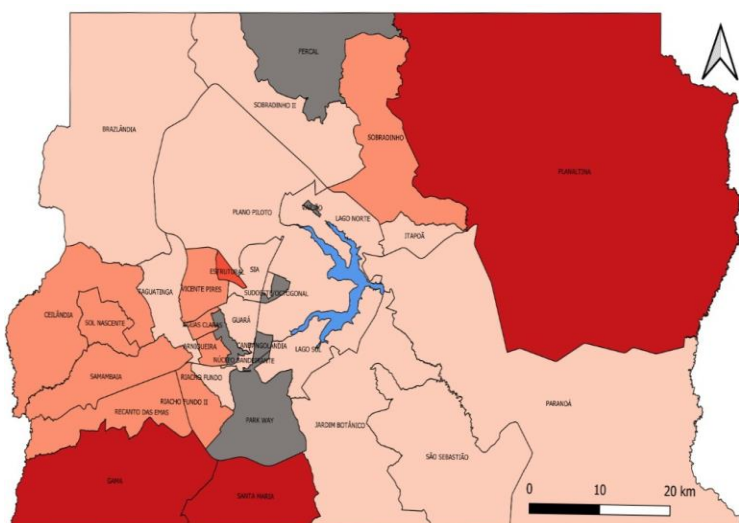 FERCAL
SOBRADINHO II
BRAZLÂNDIA
SOBRADINHO
PLANALTINA
PLANO PILOTO
LAGO NORTE
ITAPOÃ
ESTRUTURAL
SIA
TAGUATINGA
VICENTE PIRES
SUDOESTE/OCTOGONAL
CEILÂNDIA
SOL NASCENTE
ÁGUAS CLARAS
GUARÁ
ARNIQUEIRA
CANDANGOLÂNDIA
LAGO SUL
NÚCLEO BANDEIRANTE
SAMAMBAIA
RIACHO FUNDO
RIACHO FUNDO II
RECANTO DAS EMAS
PARK WAY
JARDIM BOTÂNICO
PARANOÁ
SÃO SEBASTIÃO
GAMA
SANTA MARIA
0 10 20 km